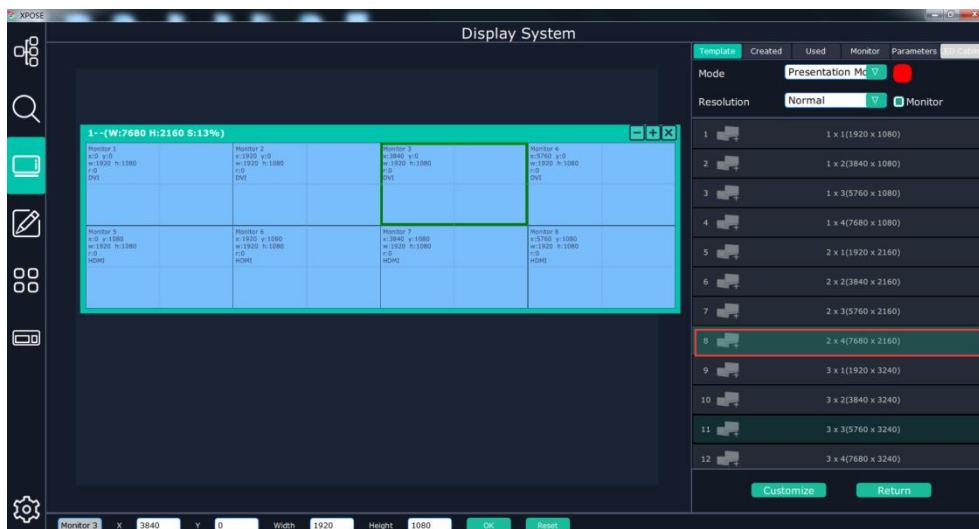 XPOSE
Display System
Template Created Used Monitor Parameters LED Cabin
Mode Presentation Mo
Resolution Normal Monitor
1--(W:7680 H:2160 S:13%)
Monitor 1
x:0 y:0
w:1920 h:1080
r:0
DVI
Monitor 2
x:1920 y:0
w:1920 h:1080
r:0
DVI
Monitor 3
x:3840 y:0
w:1920 h:1080
r:0
DVI
Monitor 4
x:5760 y:0
w:1920 h:1080
r:0
DVI
Monitor 5
x:0 y:1080
w:1920 h:1080
r:0
HDMI
Monitor 6
x:1920 y:1080
w:1920 h:1080
r:0
HDMI
Monitor 7
x:3840 y:1080
w:1920 h:1080
r:0
HDMI
Monitor 8
x:5760 y:1080
w:1920 h:1080
r:0
HDMI
1 1 x 1(1920 x 1080)
2 1 x 2(3840 x 1080)
3 1 x 3(5760 x 1080)
4 1 x 4(7680 x 1080)
5 2 x 1(1920 x 2160)
6 2 x 2(3840 x 2160)
7 2 x 3(5760 x 2160)
8 2 x 4(7680 x 2160)
9 3 x 1(1920 x 3240)
10 3 x 2(3840 x 3240)
11 3 x 3(5760 x 3240)
12 3 x 4(7680 x 3240)
Customize Return
Monitor 3 X 3840 Y 0 Width 1920 Height 1080 OK Reset